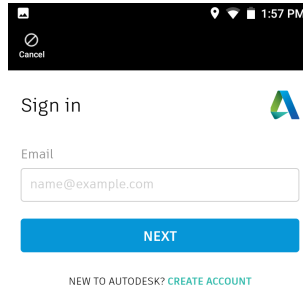 1:57 PM
Cancel
Sign in
Email
name@example.com
NEXT
NEW TO AUTODESK? CREATE ACCOUNT